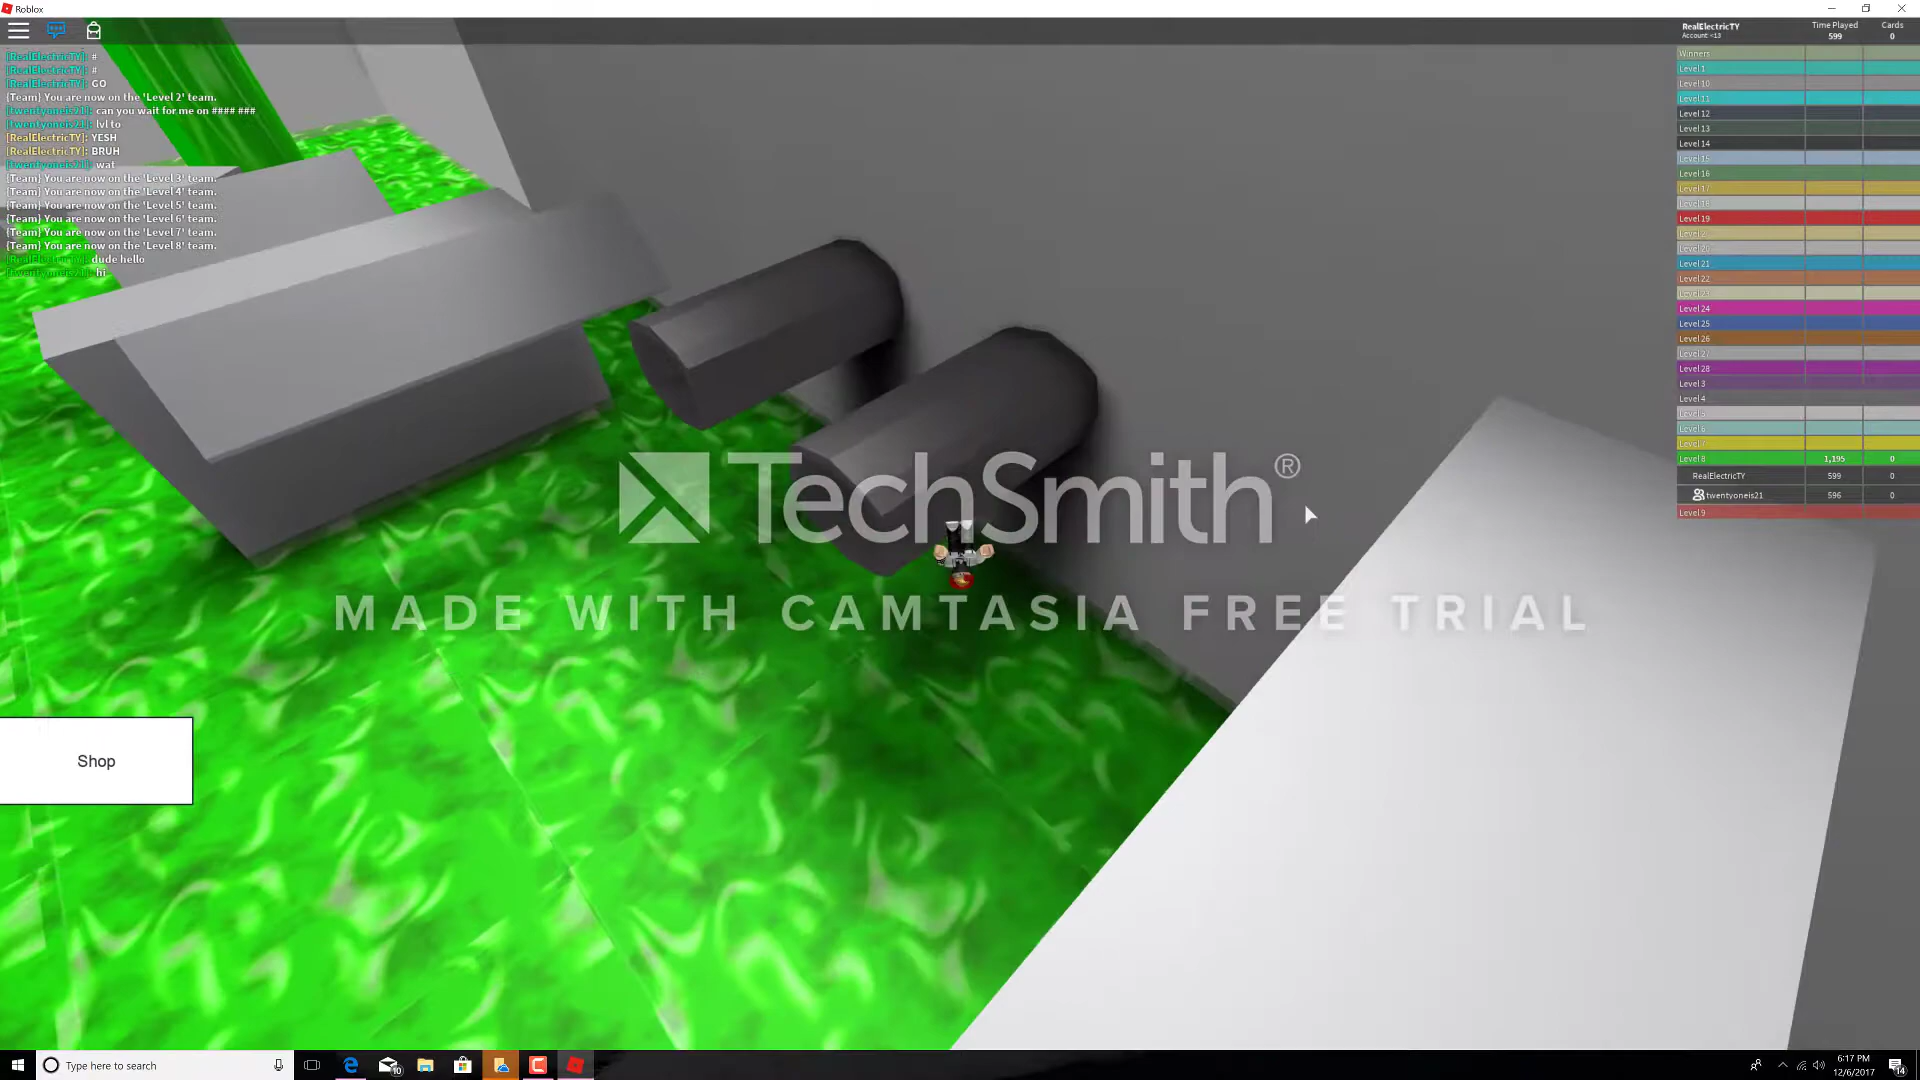 Roblox
RealElectricTY
Account <13
Time Played
599
Cards
0
[RealElectricTY]: #
[RealElectricTY]: #
[RealElectricTY]: GO
{Team} You are now on the 'Level 2' team.
[twentyoneis21]: can you wait for me on #### ###
[twentyoneis21]: lvl to
[RealElectricTY]: YESH
[RealElectricTY]: BRUH
[twentyoneis21]: wat
{Team} You are now on the 'Level 3' team.
{Team} You are now on the 'Level 4' team.
{Team} You are now on the 'Level 5' team.
{Team} You are now on the 'Level 6' team.
{Team} You are now on the 'Level 7' team.
{Team} You are now on the 'Level 8' team.
[RealElectricTY]: dude hello
[twentyoneis21]: hi
Winners
Level 1
Level 10
Level 11
Level 12
Level 13
Level 14
Level 15
Level 16
Level 17
Level 18
Level 19
Level 2
Level 20
Level 21
Level 22
Level 23
Level 24
Level 25
Level 26
Level 27
Level 28
Level 3
Level 4
Level 5
Level 6
Level 7
Level 8 1,195 0
RealElectricTY 599 0
twentyoneis21 596 0
Level 9
TechSmith®
MADE WITH CAMTASIA FREE TRIAL
Shop
Type here to search
10
6:17 PM
12/6/2017
14